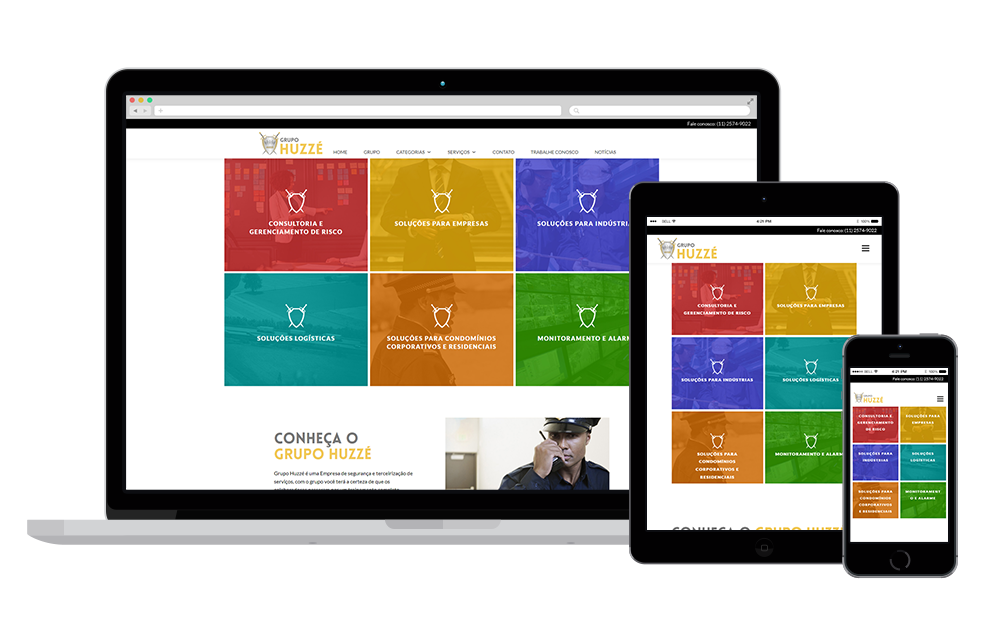 Fale conosco: (11) 2574-9022
GRUPO
HUZZÉ
HOME GRUPO CATEGORIAS SERVIÇOS CONTATO TRABALHE CONOSCO NOTÍCIAS
CONSULTORIA E
GERENCIAMENTO DE RISCO
SOLUÇÕES PARA EMPRESAS
SOLUÇÕES PARA INDÚSTRI
SOLUÇÕES LOGÍSTICAS
SOLUÇÕES PARA CONDOMÍNIOS
CORPORATIVOS E RESIDENCIAIS
MONITORAMENTO E ALARM
CONHEÇA O
GRUPO HUZZÉ
Grupo Huzzé é uma Empresa de segurança e terceirização de
serviços, com o grupo você terá a certeza de que os
BELL 4:21 PM 100%
Fale conosco: (11) 2574-9022
GRUPO
HUZZÉ
CONSULTORIA E
GERENCIAMENTO DE RISCO
SOLUÇÕES PARA EMPRESAS
SOLUÇÕES PARA INDÚSTRIAS
SOLUÇÕES LOGÍSTICAS
SOLUÇÕES PARA
CONDOMÍNIOS
CORPORATIVOS E
RESIDENCIAIS
MONITORAMENTO E ALARM
CONHEÇA O GRUPO HUZZÉ
BELL 4:21 PM 100%
Fale conosco: (11) 2574-9022
GRUPO
HUZZÉ
CONSULTORIA E
GERENCIAMENTO
DE RISCO
SOLUÇÕES PARA
EMPRESAS
SOLUÇÕES PARA
INDÚSTRIAS
SOLUÇÕES
LOGÍSTICAS
SOLUÇÕES PARA
CONDOMÍNIOS
CORPORATIVOS
E RESIDENCIAIS
MONITORAMENT
O E ALARME